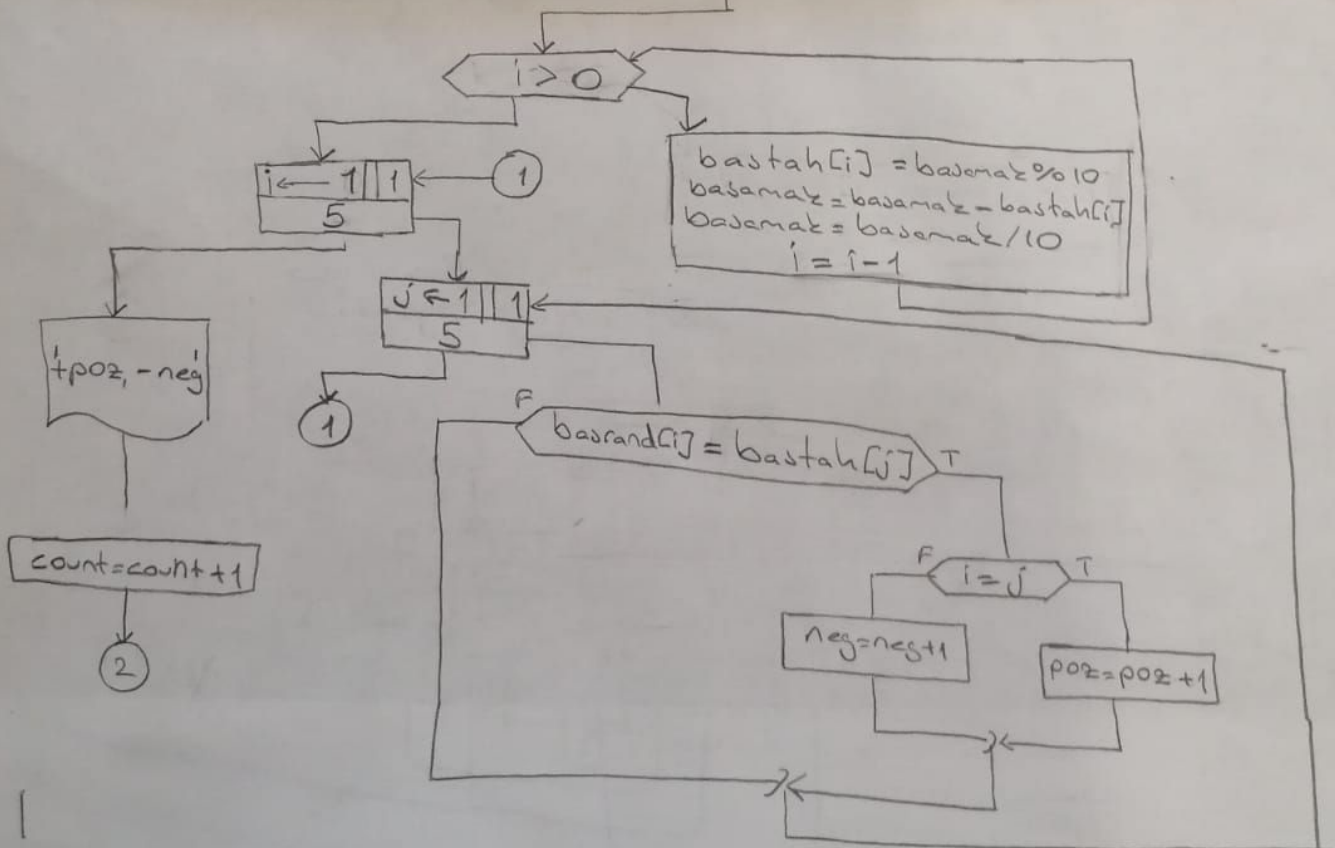 i > 0
bastah[i] = basamak%10
basamak=basamak-bastah[i]
basamak=basamak/10
i = i-1
i ← 1 1
5
1
j ← 1 1
5
1
'+poz, -neg'
count=count+1
2
F
basrand[i] = bastah[j]
T
F
i = j
T
neg=neg+1
poz=poz+1